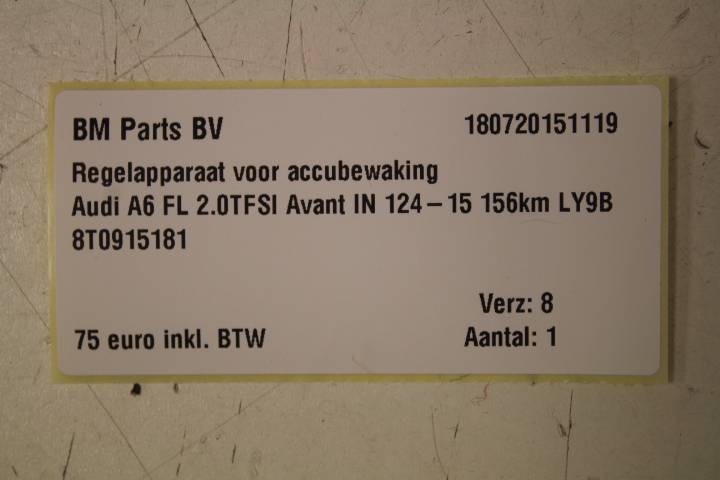 BM Parts BV 180720151119
Regelapparaat voor accubewaking
Audi A6 FL 2.0TFSI Avant IN 124-15 156km LY9B
8T0915181
Verz: 8
75 euro inkl. BTW Aantal: 1